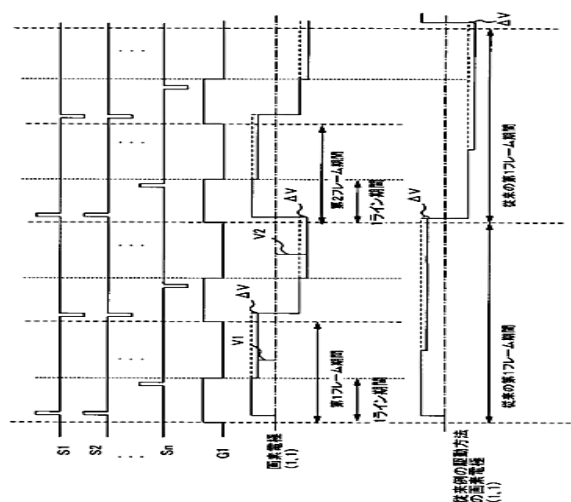 S1
S2
Sn
G1
画素電極
(1,1)
V1
ΔV
V2
ΔV
第1フレーム期間
第2フレーム期間
1ライン期間
1ライン期間
従来例の駆動方法
の画素電極
(1,1)
ΔV
ΔV
従来の第1フレーム期間
従来の第1フレーム期間